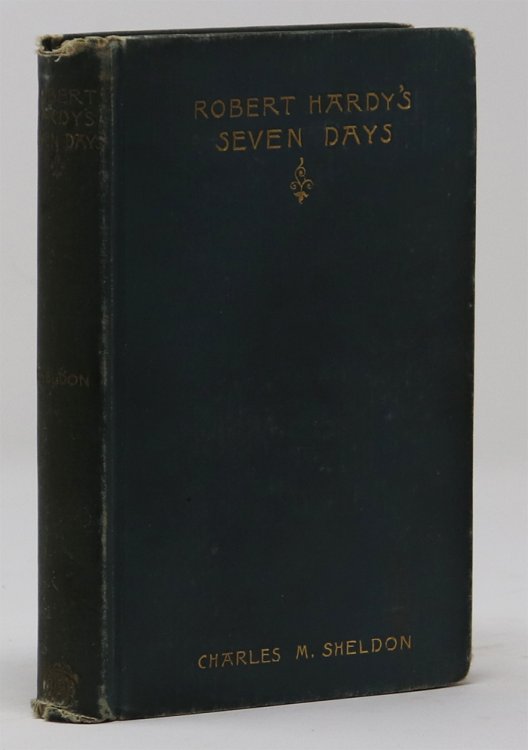 ROBERT HARDY'S
SEVEN DAYS
CHARLES M. SHELDON